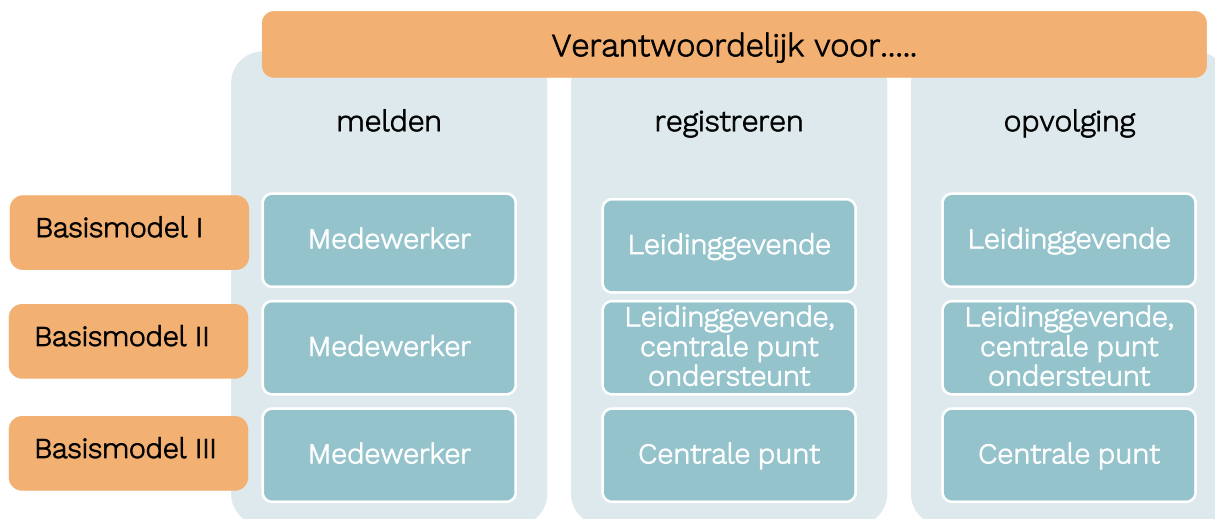 Verantwoordelijk voor.....
melden
registreren
opvolging
Basismodel I
Medewerker
Leidinggevende
Leidinggevende
Basismodel II
Medewerker
Leidinggevende,
centrale punt
ondersteunt
Leidinggevende,
centrale punt
ondersteunt
Basismodel III
Medewerker
Centrale punt
Centrale punt